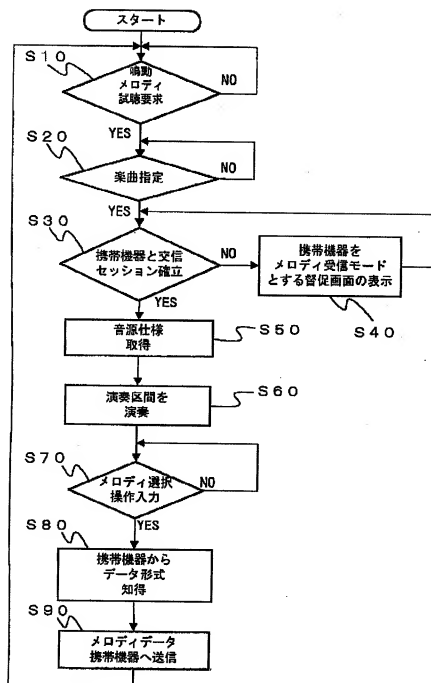 スタート
S10
鳴動
メロディ
試聴要求
NO
YES
S20
楽曲指定
NO
YES
S30
携帯機器と交信
セッション確立
NO
携帯機器を
メロディ受信モード
とする督促画面の表示
S40
YES
音源仕様
取得
S50
演奏区間を
演奏
S60
S70
メロディ選択
操作入力
NO
YES
S80
携帯機器から
データ形式
知得
S90
メロディデータ
携帯機器へ送信